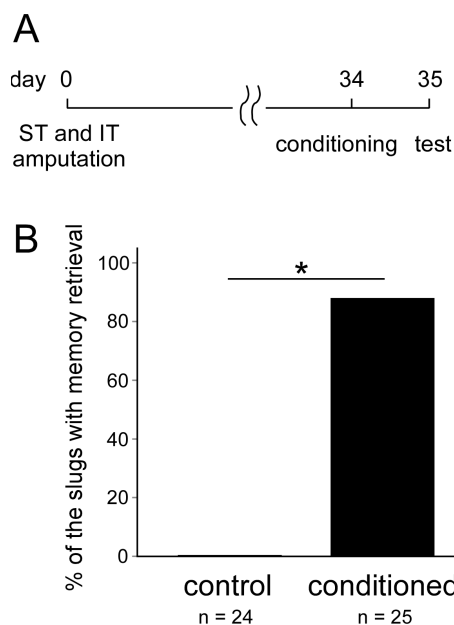 A
day 0 34 35
ST and IT
amputation
conditioning test
B
% of the slugs with memory retrieval
100
*
80
60
40
20
0
control conditioned
n = 24 n = 25